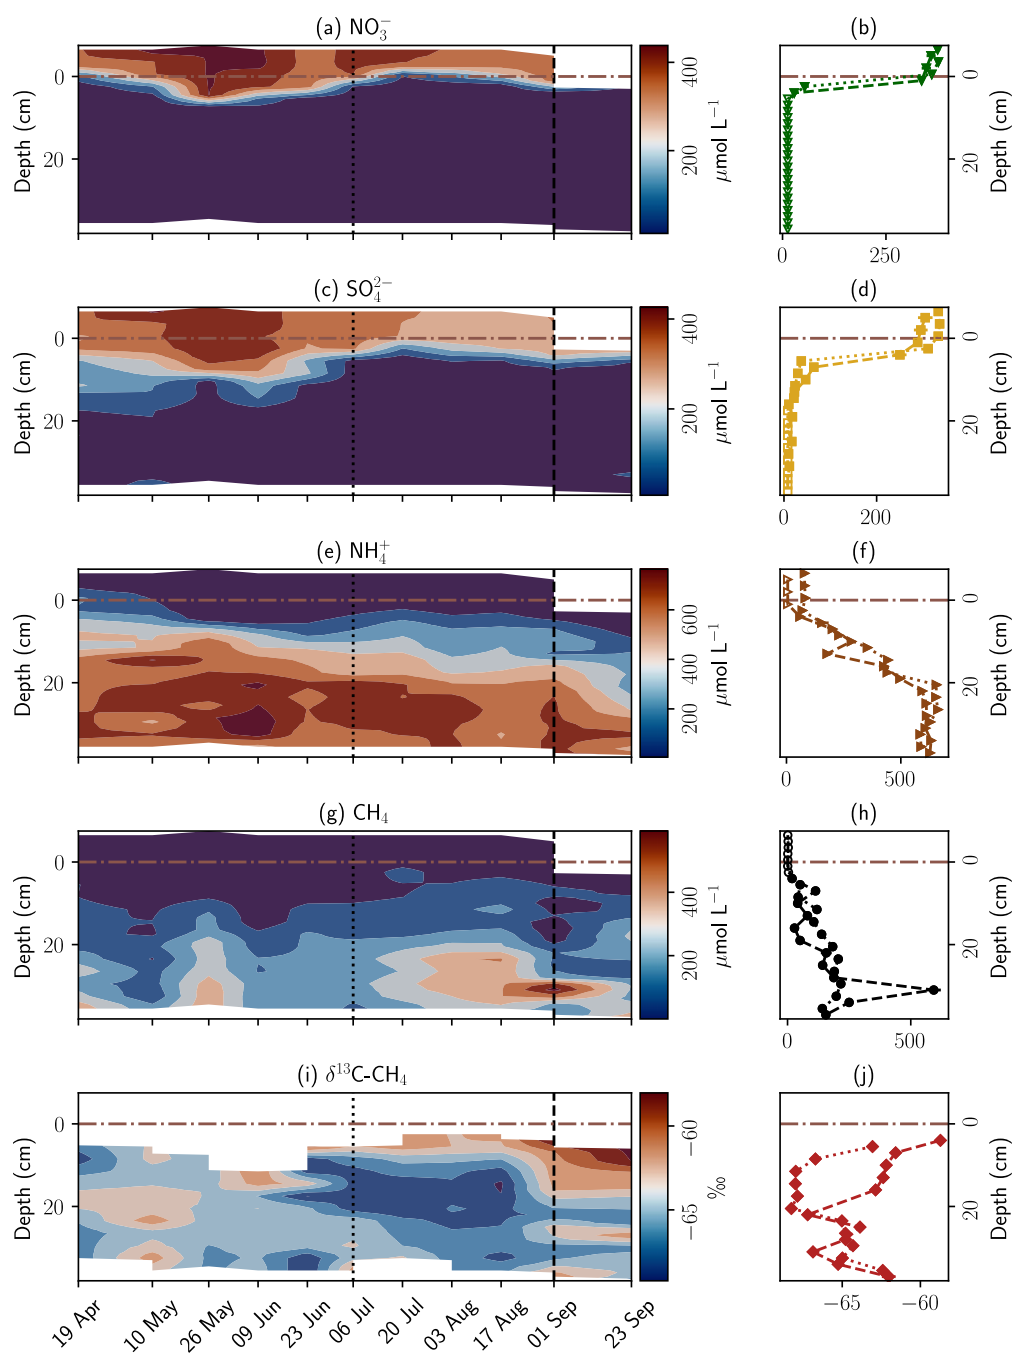 (a) NO₃⁻
(b)
Depth (cm)
0
20
200
400
μmol L⁻¹
0
250
0
20
Depth (cm)
(c) SO₄²⁻
(d)
Depth (cm)
0
20
200
400
μmol L⁻¹
0
200
0
20
Depth (cm)
(e) NH₄⁺
(f)
Depth (cm)
0
20
200
400
600
μmol L⁻¹
0
500
0
20
Depth (cm)
(g) CH₄
(h)
Depth (cm)
0
20
200
400
μmol L⁻¹
0
500
0
20
Depth (cm)
(i) δ¹³C-CH₄
(j)
Depth (cm)
0
20
−65
−60
‰
−65
−60
0
20
Depth (cm)
19 Apr
10 May
26 May
09 Jun
23 Jun
06 Jul
20 Jul
03 Aug
17 Aug
01 Sep
23 Sep